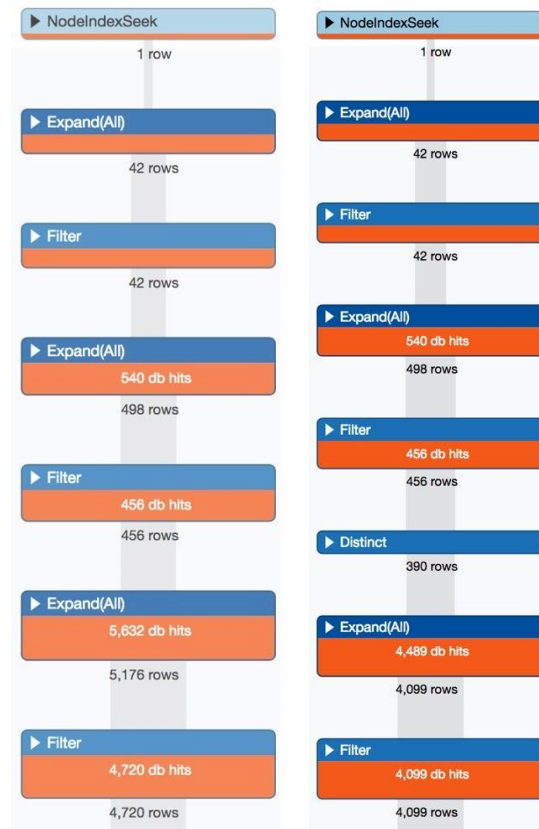 ▶ NodeIndexSeek
1 row
▶ Expand(All)
42 rows
▶ Filter
42 rows
▶ Expand(All)
540 db hits
498 rows
▶ Filter
456 db hits
456 rows
▶ Expand(All)
5,632 db hits
5,176 rows
▶ Filter
4,720 db hits
4,720 rows
▶ NodeIndexSeek
1 row
▶ Expand(All)
42 rows
▶ Filter
42 rows
▶ Expand(All)
540 db hits
498 rows
▶ Filter
456 db hits
456 rows
▶ Distinct
390 rows
▶ Expand(All)
4,489 db hits
4,099 rows
▶ Filter
4,099 db hits
4,099 rows